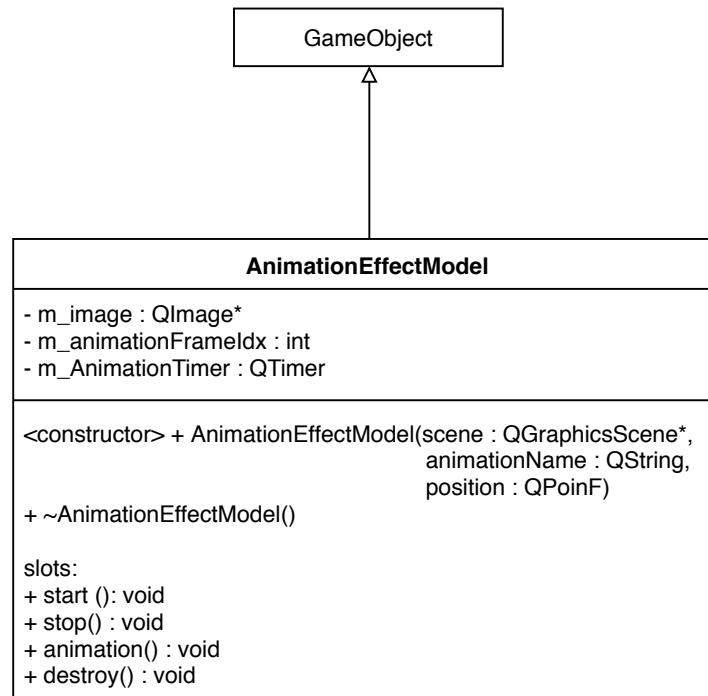 GameObject
AnimationEffectModel
- m_image : QImage*
- m_animationFrameIdx : int
- m_AnimationTimer : QTimer
<constructor> + AnimationEffectModel(scene : QGraphicsScene*,
animationName : QString,
position : QPoinF)
+ ~AnimationEffectModel()
slots:
+ start (): void
+ stop() : void
+ animation() : void
+ destroy() : void